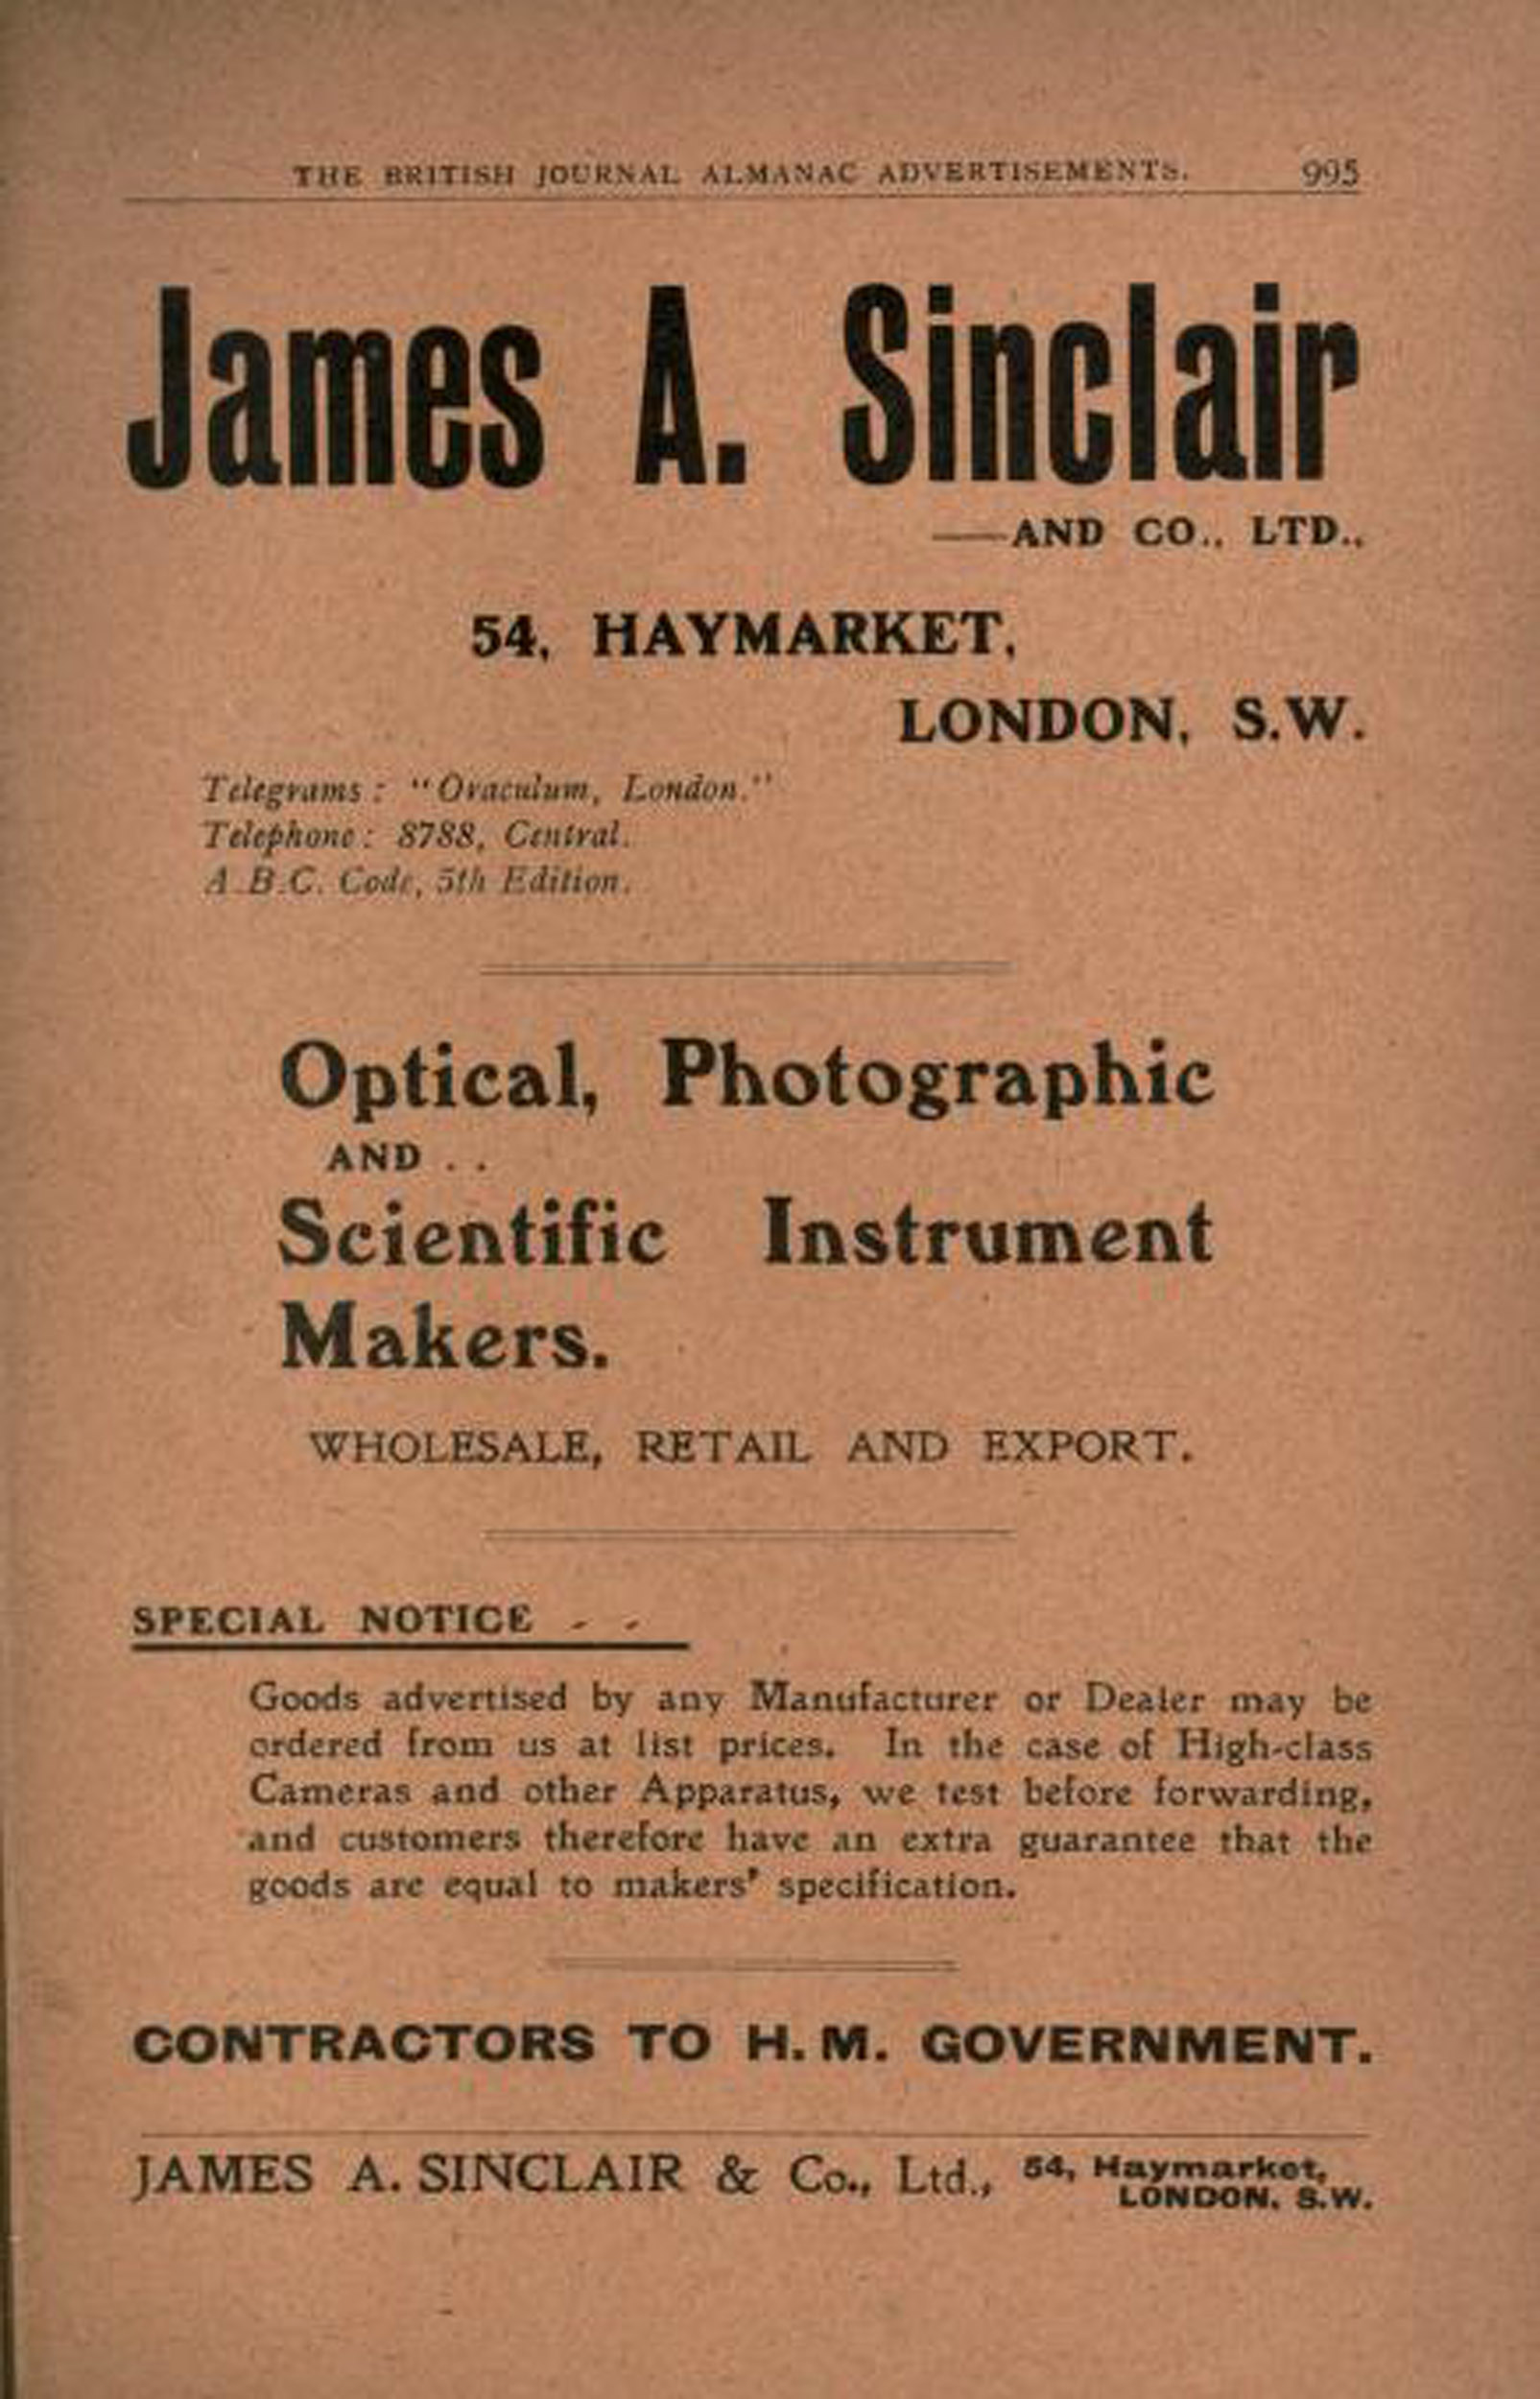 THE BRITISH JOURNAL ALMANAC ADVERTISEMENTS. 995
James A. Sinclair
—AND CO., LTD.,
54, HAYMARKET,
LONDON, S.W.
Telegrams: "Oraculum, London."
Telephone: 8788, Central.
A.B.C. Code, 5th Edition.
Optical, Photographic
AND . .
Scientific Instrument
Makers.
WHOLESALE, RETAIL AND EXPORT.
SPECIAL NOTICE - -
Goods advertised by any Manufacturer or Dealer may be
ordered from us at list prices. In the case of High-class
Cameras and other Apparatus, we test before forwarding,
and customers therefore have an extra guarantee that the
goods are equal to makers' specification.
CONTRACTORS TO H.M. GOVERNMENT.
JAMES A. SINCLAIR & Co., Ltd., 54, Haymarket,
LONDON, S.W.